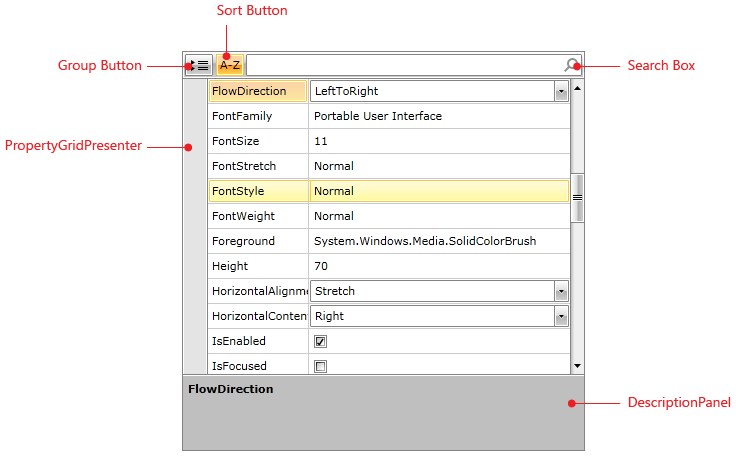 Sort Button
Group Button
A-Z
Search Box
FlowDirection LeftToRight
FontFamily Portable User Interface
FontSize 11
PropertyGridPresenter
FontStretch Normal
FontStyle Normal
FontWeight Normal
Foreground System.Windows.Media.SolidColorBrush
Height 70
HorizontalAlignm Stretch
HorizontalConten Right
IsEnabled
IsFocused
FlowDirection
DescriptionPanel